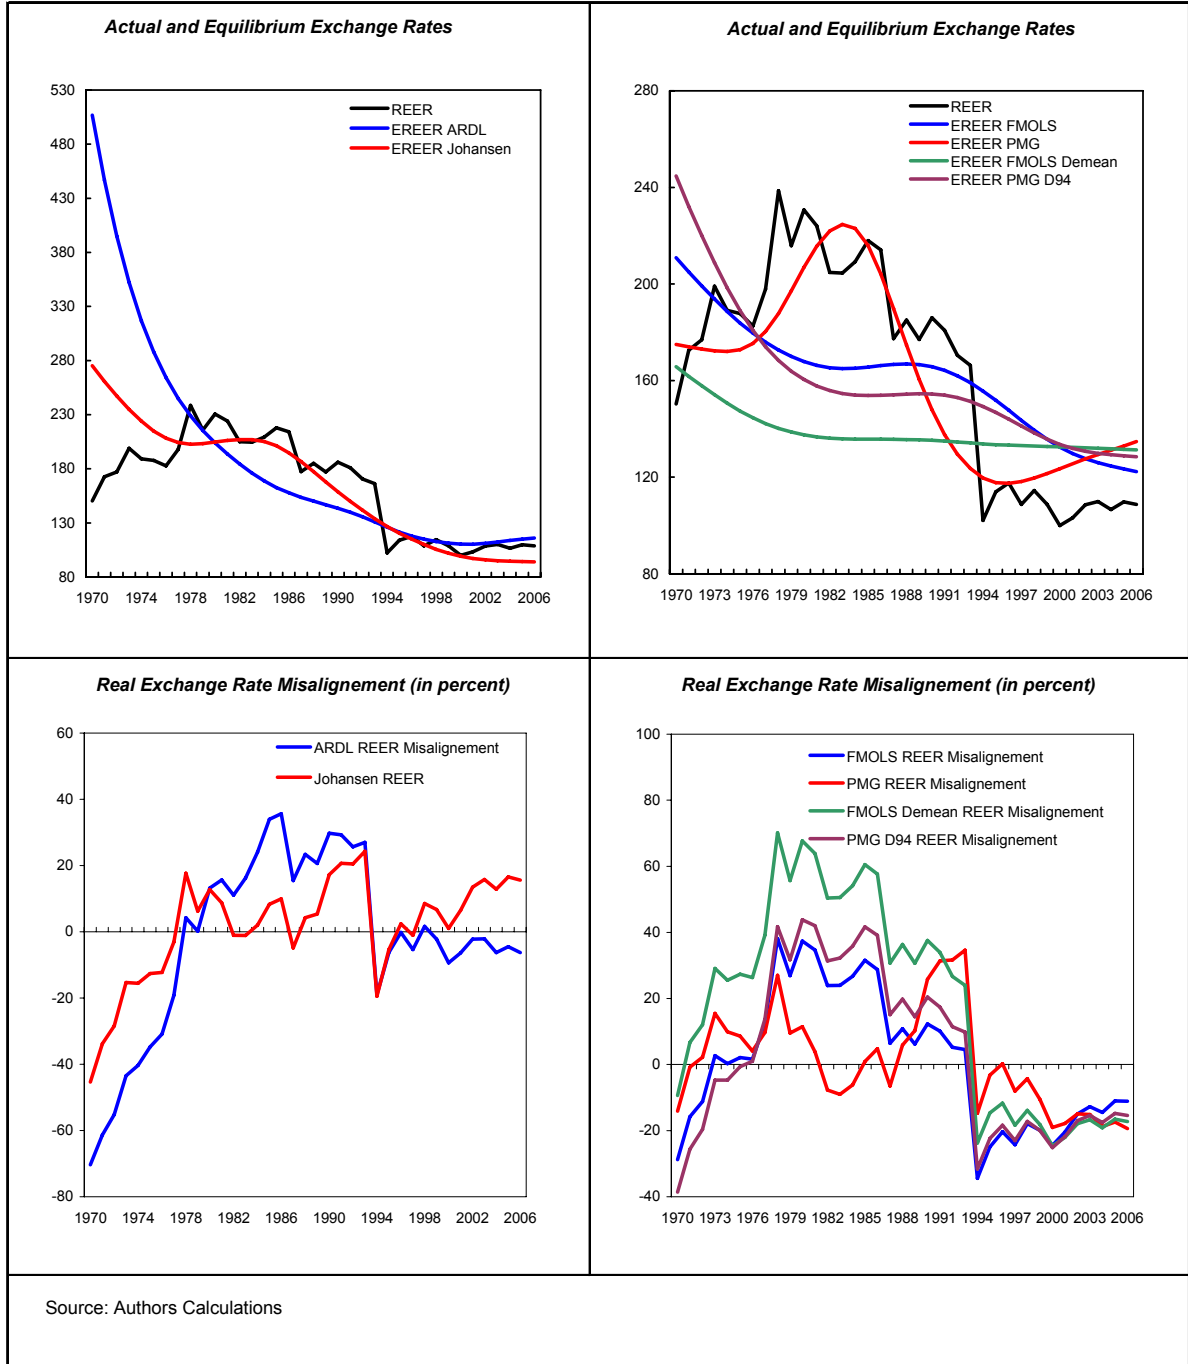 Actual and Equilibrium Exchange Rates
530
480
430
380
330
280
230
180
130
80
REER
EREER ARDL
EREER Johansen
1970 1974 1978 1982 1986 1990 1994 1998 2002 2006
Actual and Equilibrium Exchange Rates
280
240
200
160
120
80
REER
EREER FMOLS
EREER PMG
EREER FMOLS Demean
EREER PMG D94
1970 1973 1976 1979 1982 1985 1988 1991 1994 1997 2000 2003 2006
Real Exchange Rate Misalignement (in percent)
60
40
20
0
-20
-40
-60
-80
ARDL REER Misalignement
Johansen REER
1970 1974 1978 1982 1986 1990 1994 1998 2002 2006
Real Exchange Rate Misalignement (in percent)
100
80
60
40
20
0
-20
-40
FMOLS REER Misalignement
PMG REER Misalignement
FMOLS Demean REER Misalignement
PMG D94 REER Misalignement
1970 1973 1976 1979 1982 1985 1988 1991 1994 1997 2000 2003 2006
Source: Authors Calculations